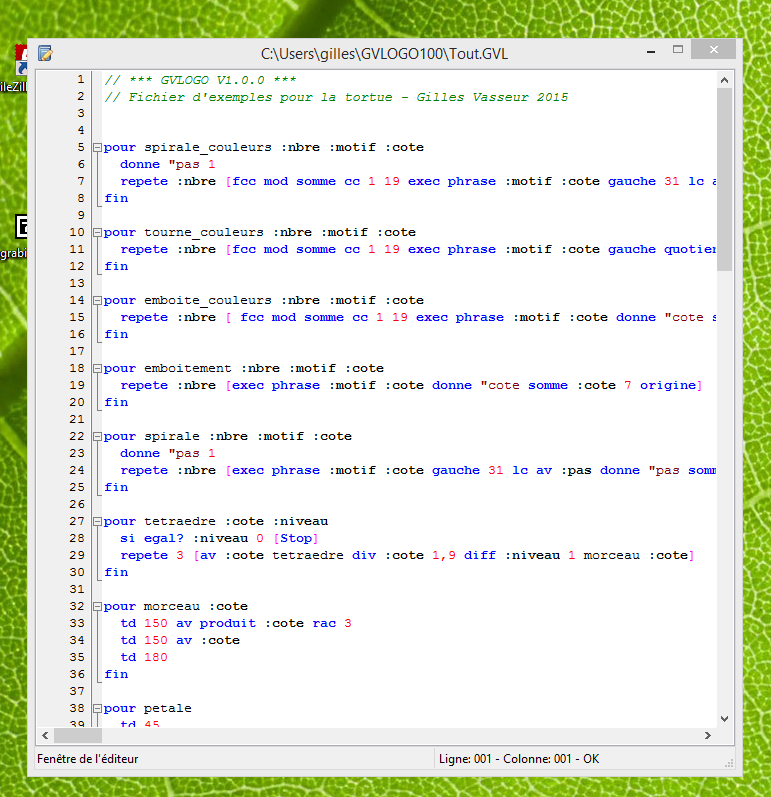 C:\Users\gilles\GVLOGO100\Tout.GVL
1 // *** GVLOGO V1.0.0 ***
2 // Fichier d'exemples pour la tortue - Gilles Vasseur 2015
3
4
5 pour spirale_couleurs :nbre :motif :cote
6 donne "pas 1
7 repete :nbre [fcc mod somme cc 1 19 exec phrase :motif :cote gauche 31 lc
8 fin
9
10 pour tourne_couleurs :nbre :motif :cote
11 repete :nbre [fcc mod somme cc 1 19 exec phrase :motif :cote gauche quotien
12 fin
13
14 pour emboite_couleurs :nbre :motif :cote
15 repete :nbre [ fcc mod somme cc 1 19 exec phrase :motif :cote donne "cote s
16 fin
17
18 pour emboitement :nbre :motif :cote
19 repete :nbre [exec phrase :motif :cote donne "cote somme :cote 7 origine]
20 fin
21
22 pour spirale :nbre :motif :cote
23 donne "pas 1
24 repete :nbre [exec phrase :motif :cote gauche 31 lc av :pas donne "pas somm
25 fin
26
27 pour tetraedre :cote :niveau
28 si egal? :niveau 0 [Stop]
29 repete 3 [av :cote tetraedre div :cote 1,9 diff :niveau 1 morceau :cote]
30 fin
31
32 pour morceau :cote
33 td 150 av produit :cote rac 3
34 td 150 av :cote
35 td 180
36 fin
37
38 pour petale
39 td 45
Fenêtre de l'éditeur
Ligne: 001 - Colonne: 001 - OK
ileZill
grabi